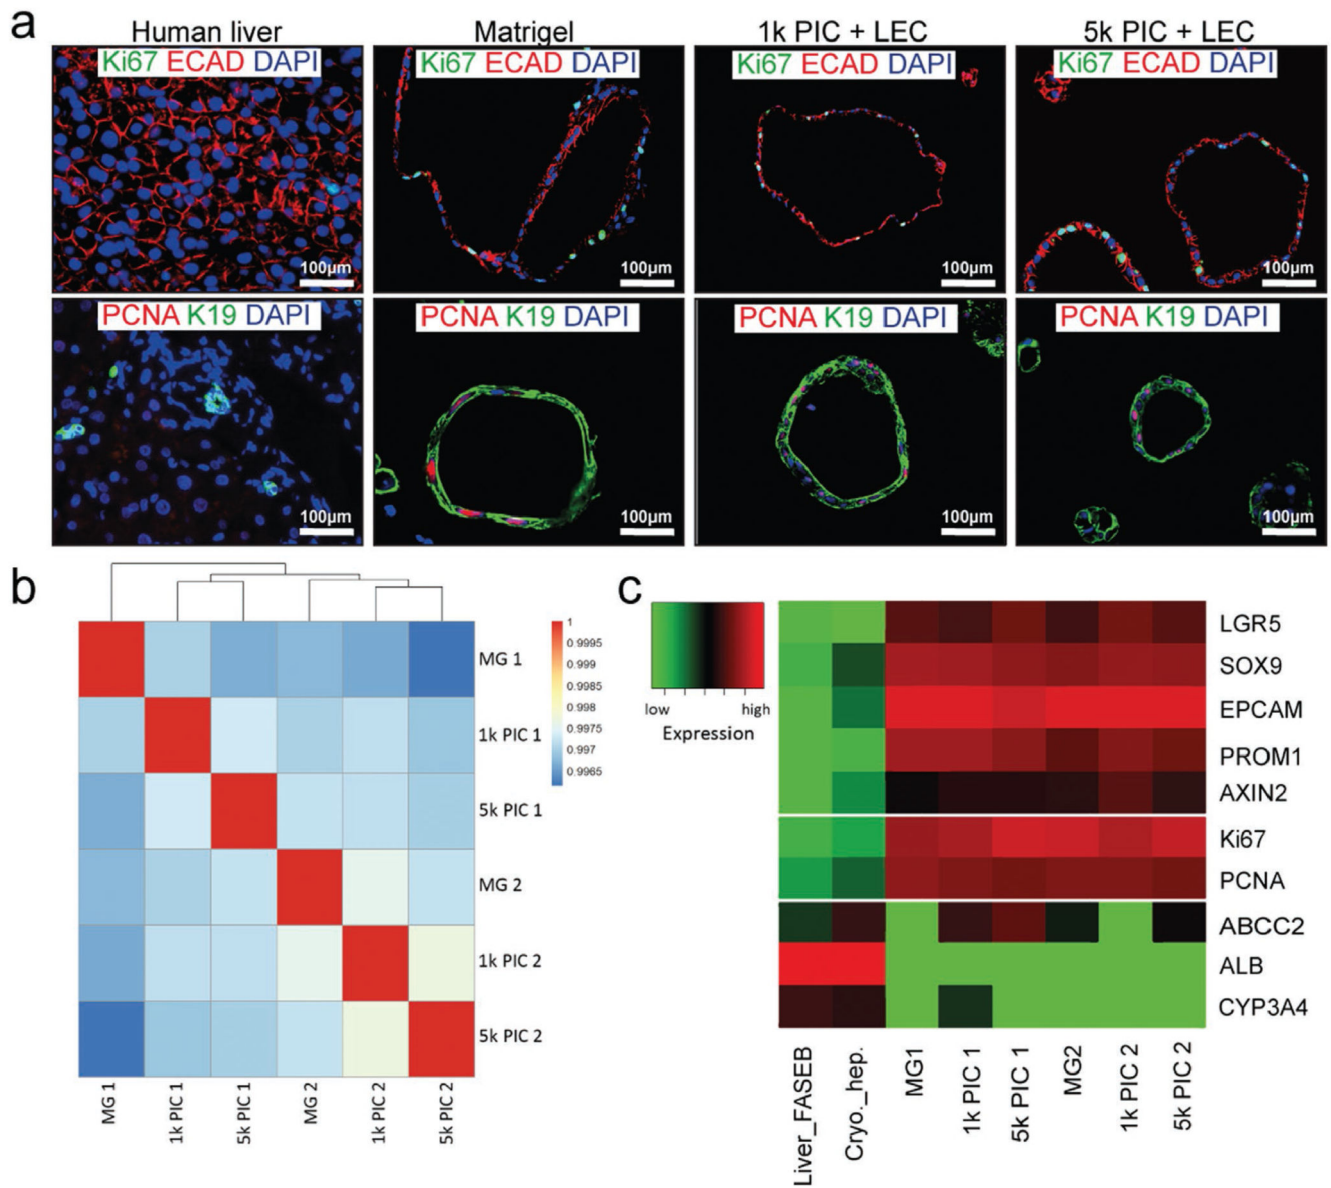 a
Human liver
Matrigel
1k PIC + LEC
5k PIC + LEC
Ki67 ECAD DAPI
Ki67 ECAD DAPI
Ki67 ECAD DAPI
Ki67 ECAD DAPI
100µm
100µm
100µm
100µm
PCNA K19 DAPI
PCNA K19 DAPI
PCNA K19 DAPI
PCNA K19 DAPI
100µm
100µm
100µm
100µm
b
1
0.9995
0.999
0.9985
0.998
0.9975
0.997
0.9965
MG 1
1k PIC 1
5k PIC 1
MG 2
1k PIC 2
5k PIC 2
MG 1
1k PIC 1
5k PIC 1
MG 2
1k PIC 2
5k PIC 2
c
low
high
Expression
LGR5
SOX9
EPCAM
PROM1
AXIN2
Ki67
PCNA
ABCC2
ALB
CYP3A4
Liver_FASEB
Cryo._hep.
MG1
1k PIC 1
5k PIC 1
MG2
1k PIC 2
5k PIC 2